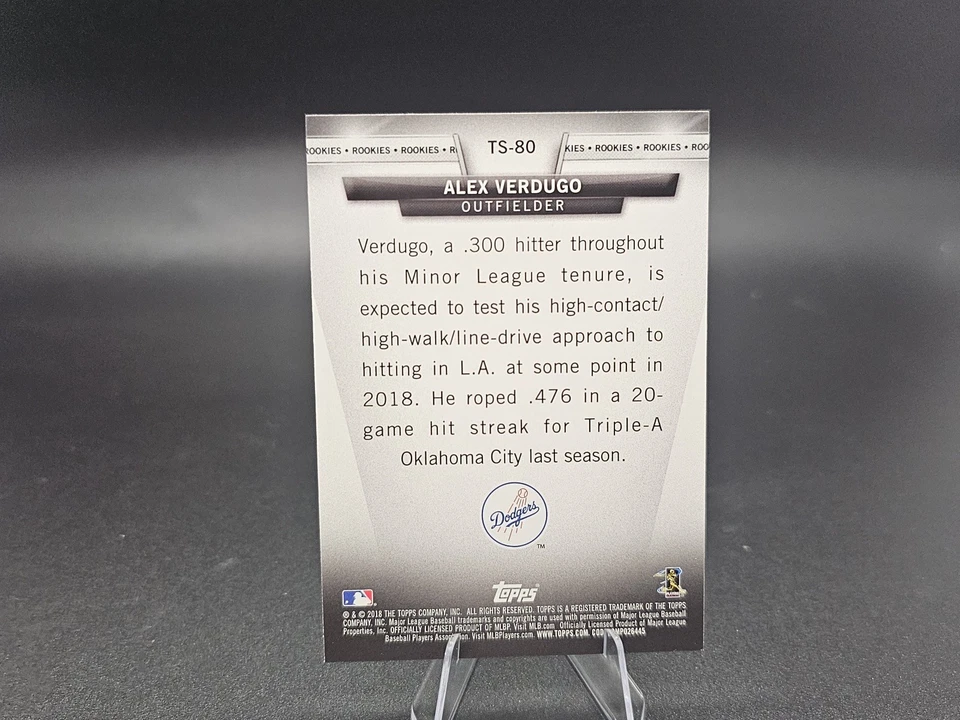 OOKIES • ROOKIES • ROOKIES • R
TS-80
KIES • ROOKIES • ROOKIES • ROO
ALEX VERDUGO
OUTFIELDER
Verdugo, a .300 hitter throughout
his Minor League tenure, is
expected to test his high-contact/
high-walk/line-drive approach to
hitting in L.A. at some point in
2018. He roped .476 in a 20-
game hit streak for Triple-A
Oklahoma City last season.
Dodgers
TM
Topps
® & © 2018 THE TOPPS COMPANY, INC. ALL RIGHTS RESERVED. TOPPS IS A REGISTERED TRADEMARK OF THE TOPPS
COMPANY, INC. Major League Baseball trademarks and copyrights are used with permission of Major League Baseball
Properties, Inc. OFFICIALLY LICENSED PRODUCT OF MLBP. Visit MLB.com Officially Licensed Product of Major League
Baseball Players Association. Visit MLBPlayers.com. WWW.TOPPS.COM.